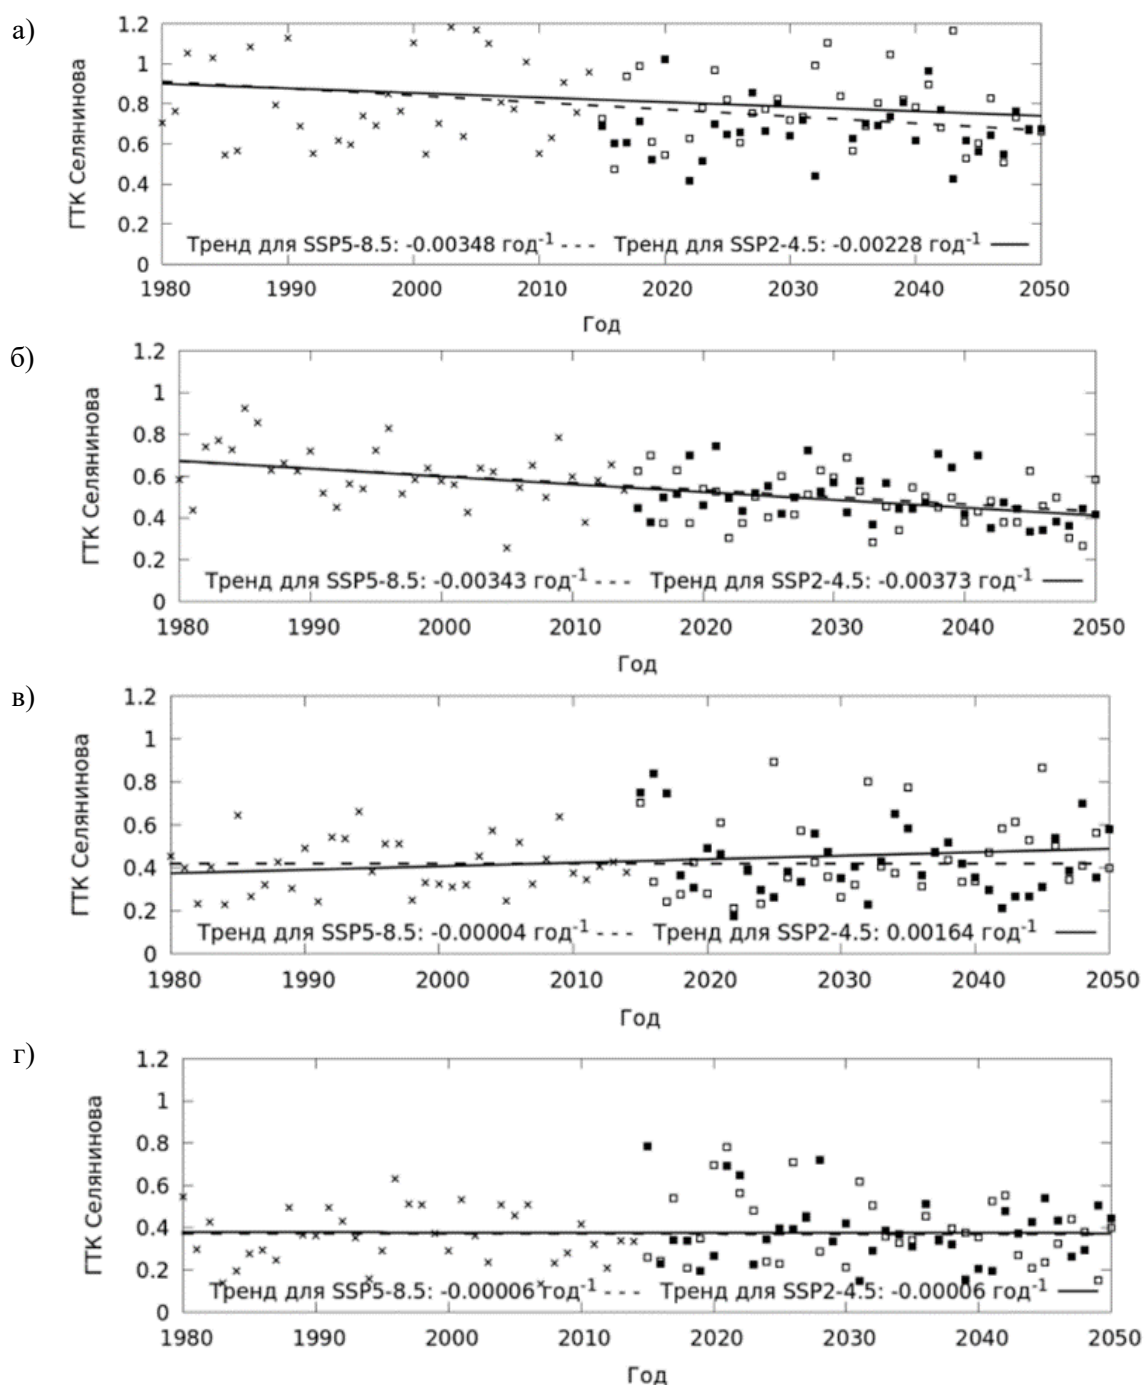 а)
ГТК Селянинова
1.2
1
0.8
0.6
0.4
0.2
0
Тренд для SSP5-8.5: -0.00348 год-1 Тренд для SSP2-4.5: -0.00228 год-1
1980 1990 2000 2010 2020 2030 2040 2050
Год
б)
ГТК Селянинова
1.2
1
0.8
0.6
0.4
0.2
0
Тренд для SSP5-8.5: -0.00343 год-1 Тренд для SSP2-4.5: -0.00373 год-1
1980 1990 2000 2010 2020 2030 2040 2050
Год
в)
ГТК Селянинова
1.2
1
0.8
0.6
0.4
0.2
0
Тренд для SSP5-8.5: -0.00004 год-1 Тренд для SSP2-4.5: 0.00164 год-1
1980 1990 2000 2010 2020 2030 2040 2050
Год
г)
ГТК Селянинова
1.2
1
0.8
0.6
0.4
0.2
0
Тренд для SSP5-8.5: -0.00006 год-1 Тренд для SSP2-4.5: -0.00006 год-1
1980 1990 2000 2010 2020 2030 2040 2050
Год